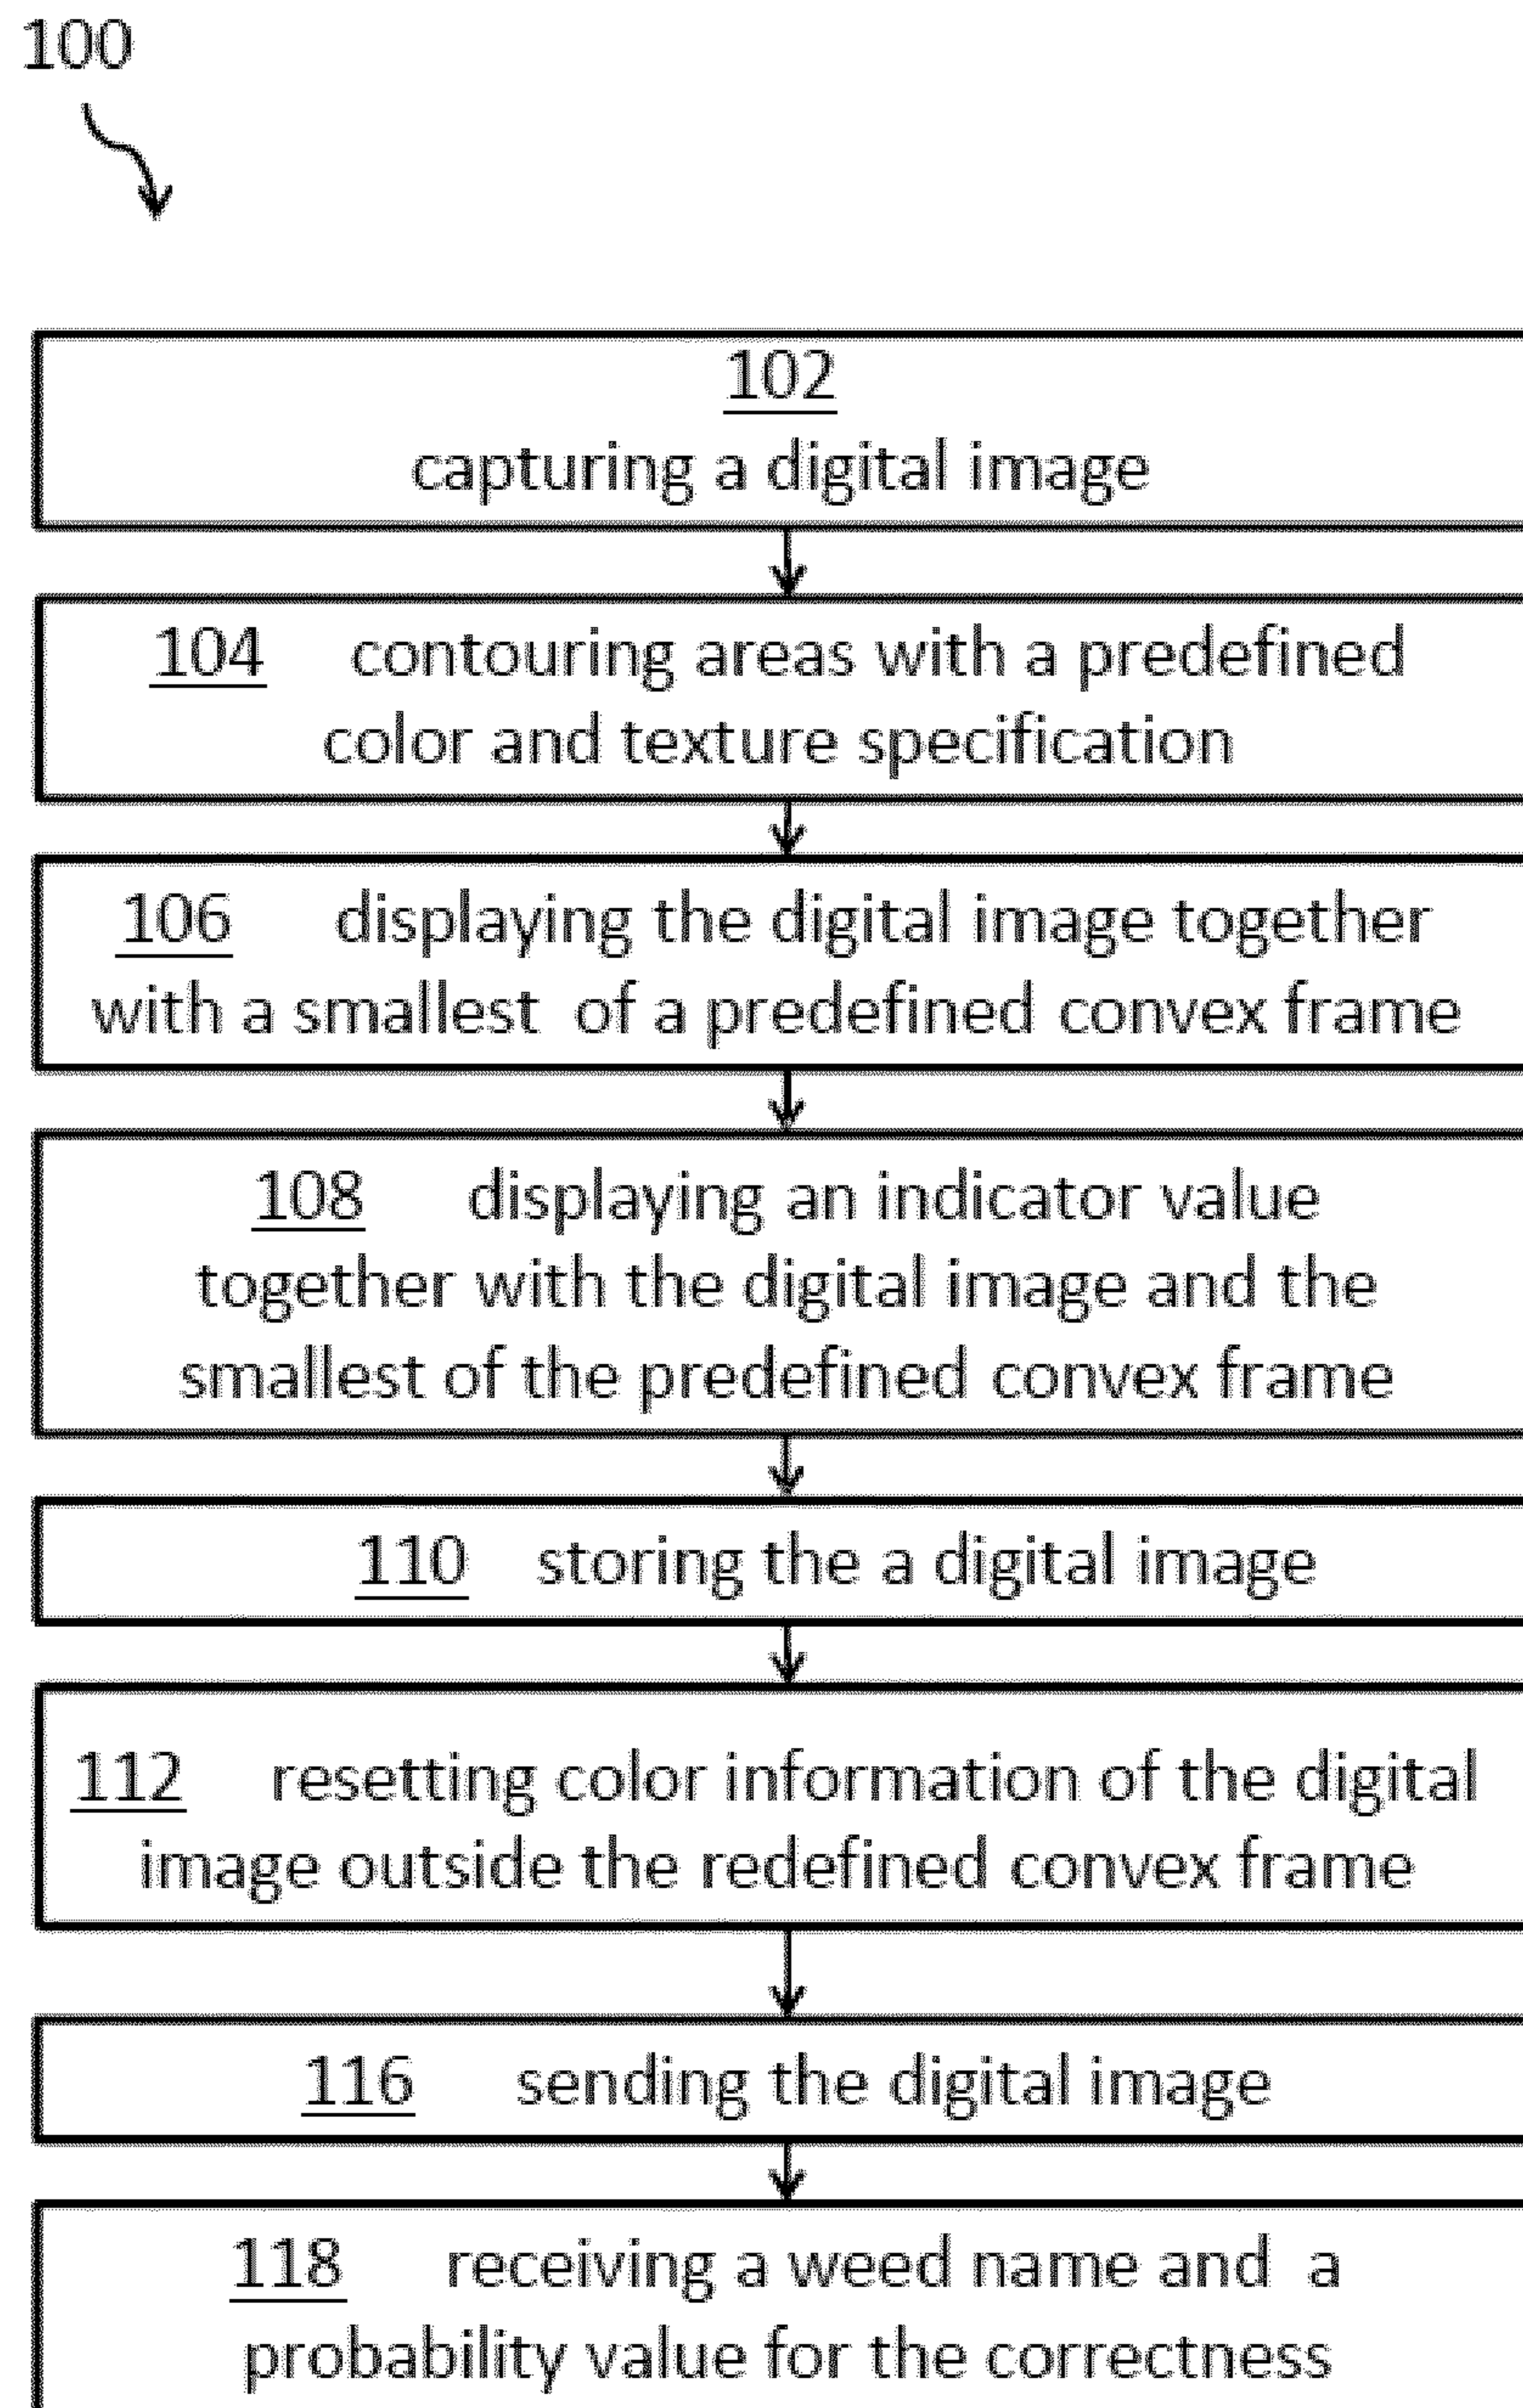 100
102
capturing a digital image
104 contouring areas with a predefined
color and texture specification
106 displaying the digital image together
with a smallest of a predefined convex frame
108 displaying an indicator value
together with the digital image and the
smallest of the predefined convex frame
110 storing the a digital image
112 resetting color information of the digital
image outside the redefined convex frame
116 sending the digital image
118 receiving a weed name and a
probability value for the correctness